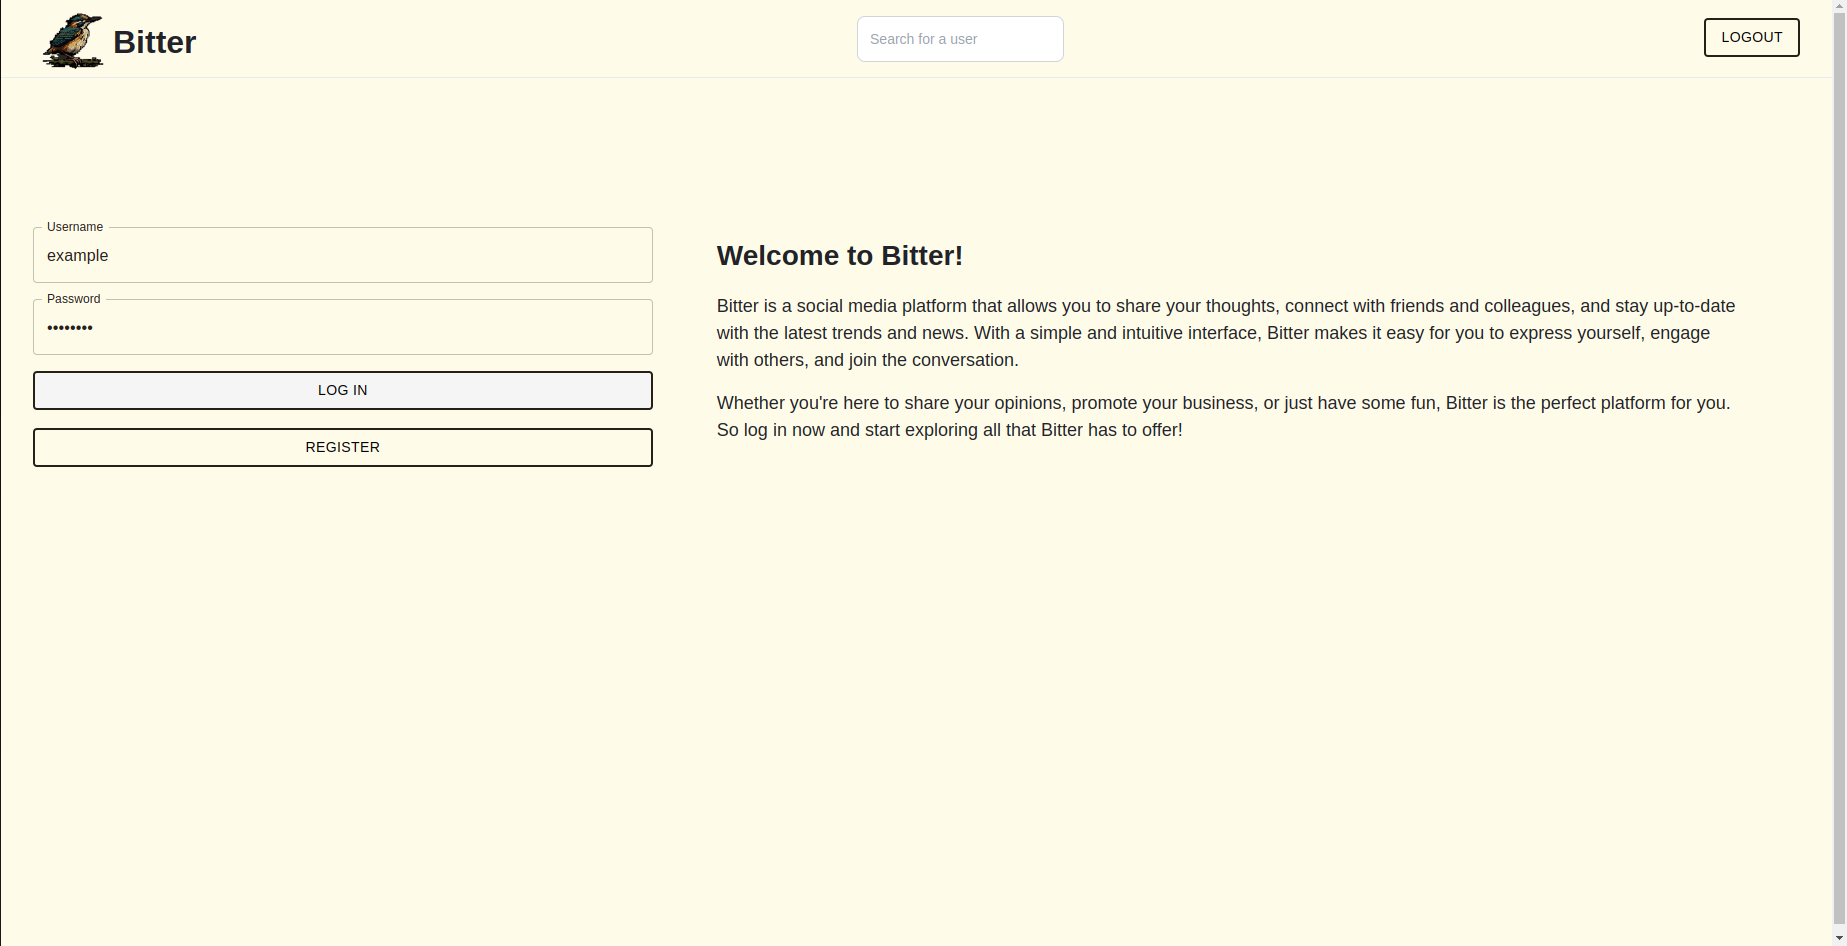 Bitter
Search for a user
LOGOUT
Username
example
Password
••••••••
LOG IN
REGISTER
Welcome to Bitter!
Bitter is a social media platform that allows you to share your thoughts, connect with friends and colleagues, and stay up-to-date
with the latest trends and news. With a simple and intuitive interface, Bitter makes it easy for you to express yourself, engage
with others, and join the conversation.
Whether you're here to share your opinions, promote your business, or just have some fun, Bitter is the perfect platform for you.
So log in now and start exploring all that Bitter has to offer!